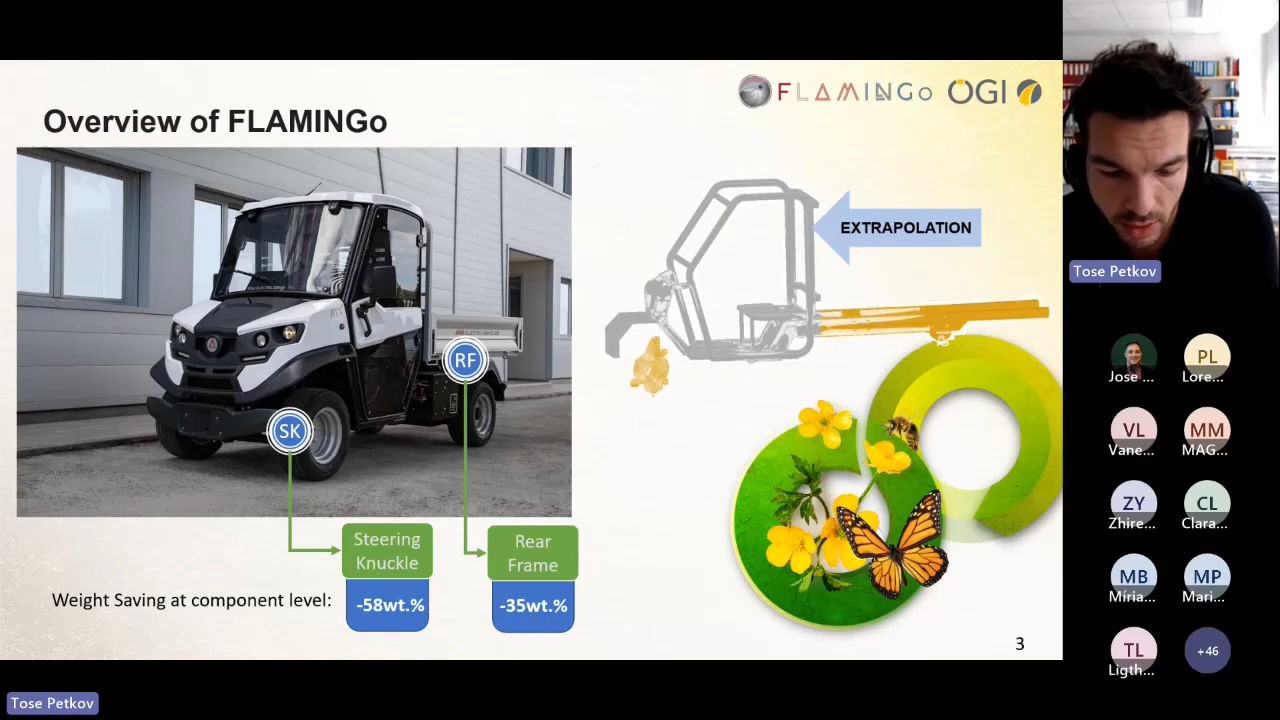 FLAMINGo OGI
Overview of FLAMINGo
EXTRAPOLATION
RF
SK
Steering
Knuckle
Rear
Frame
Weight Saving at component level:
-58wt.%
-35wt.%
3
Tose Petkov
Jose ...
PL
Lore...
VL
Vane...
MM
MAG...
ZY
Zhire...
CL
Clara...
MB
Míria...
MP
Mari...
TL
Ligth...
+46
Tose Petkov